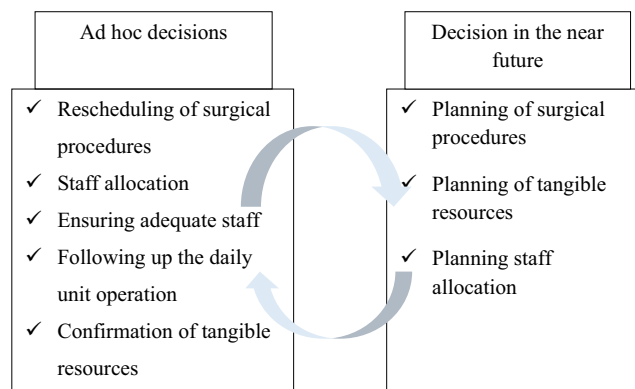 Ad hoc decisions
✓ Rescheduling of surgical
procedures
✓ Staff allocation
✓ Ensuring adequate staff
✓ Following up the daily
unit operation
✓ Confirmation of tangible
resources
Decision in the near
future
✓ Planning of surgical
procedures
✓ Planning of tangible
resources
✓ Planning staff
allocation